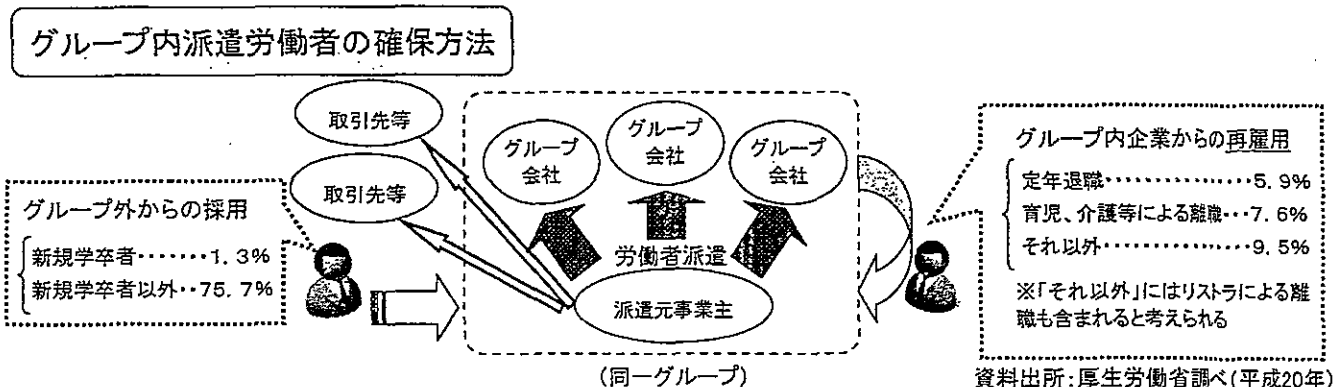 グループ内派遣労働者の確保方法
取引先等
取引先等
グループ
会社
グループ
会社
グループ
会社
労働者派遣
派遣元事業主
(同一グループ)
グループ外からの採用
新規学卒者・・・・・・・1.3%
新規学卒者以外・・75.7%
グループ内企業からの再雇用
定年退職・・・・・・・・・・・・・・・5.9%
育児、介護等による離職・・・7.6%
それ以外・・・・・・・・・・・・・・・9.5%
※「それ以外」にはリストラによる離
職も含まれると考えられる
資料出所:厚生労働省調べ(平成20年)